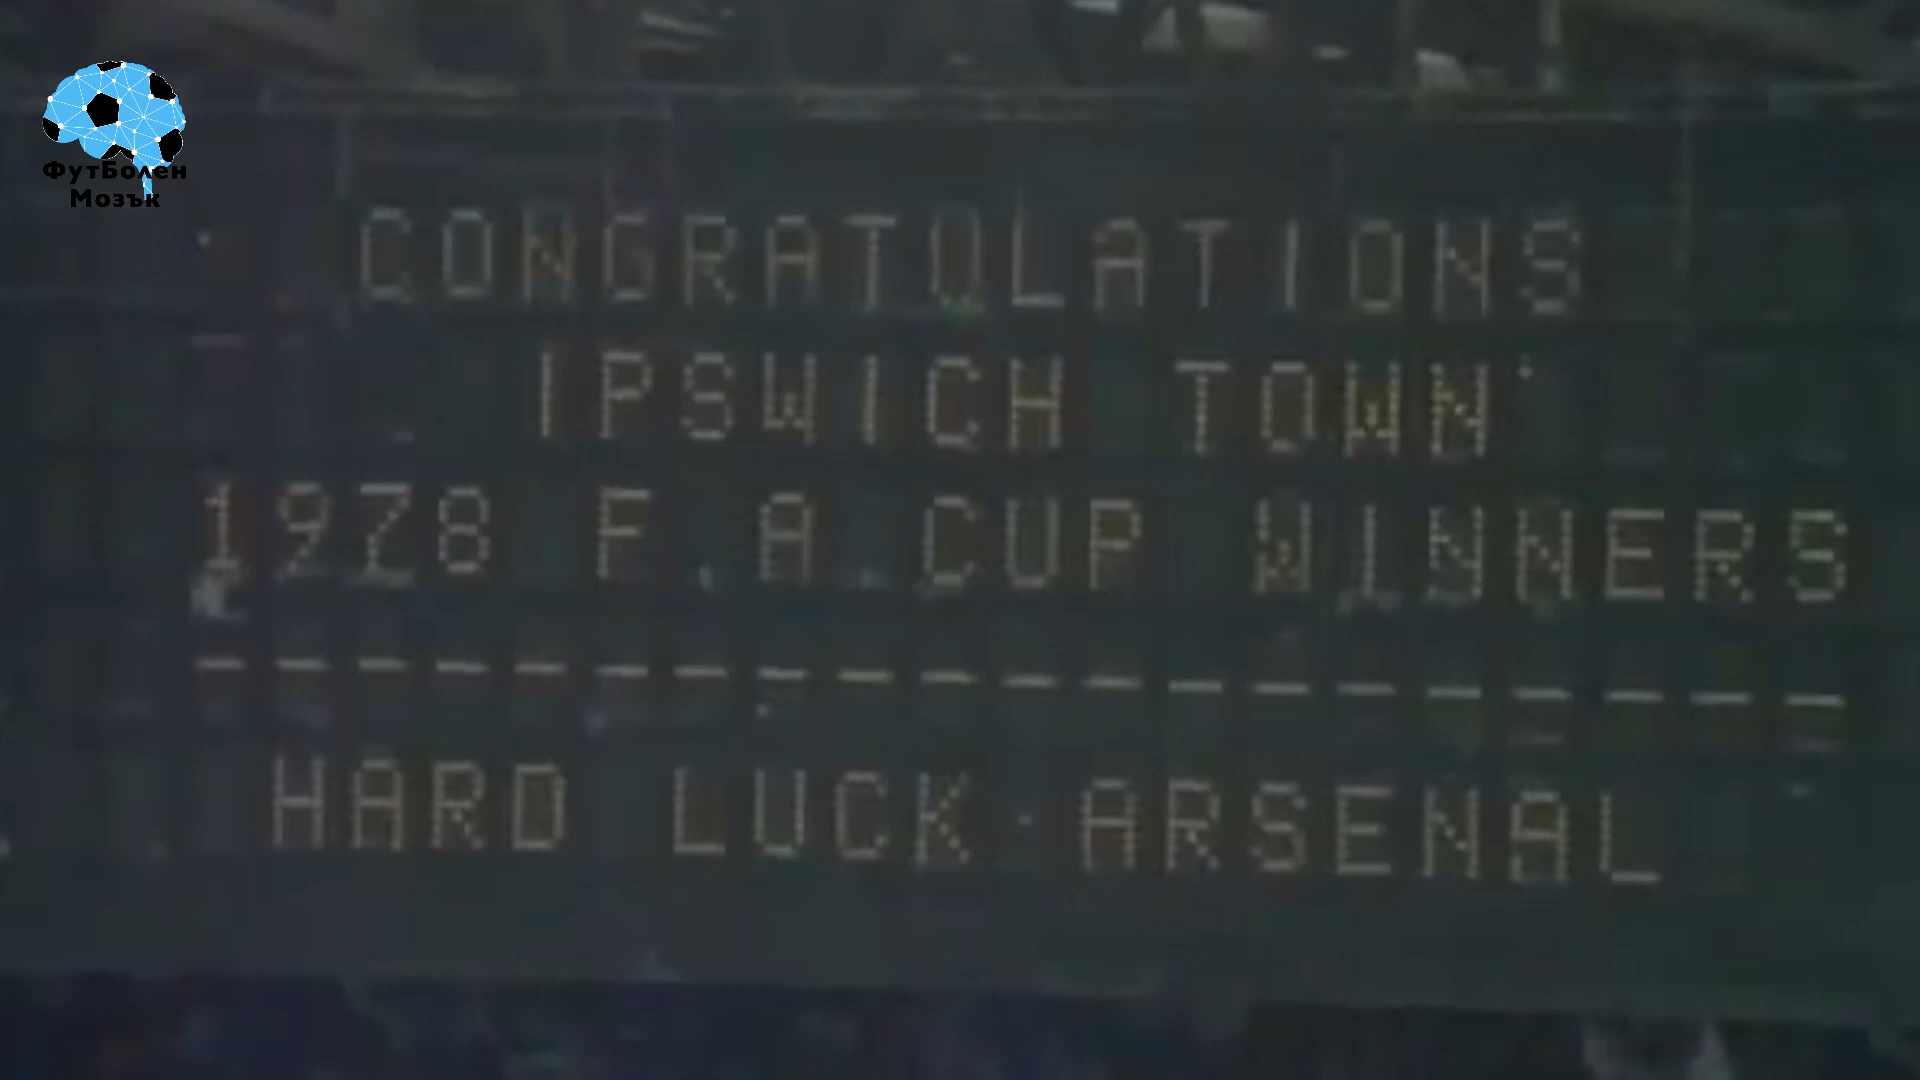 ФутБолен
Мозък
CONGRATULATIONS
IPSWICH TOWN
1978 F A CUP WINNERS
--------------------
HARD LUCK ARSENAL